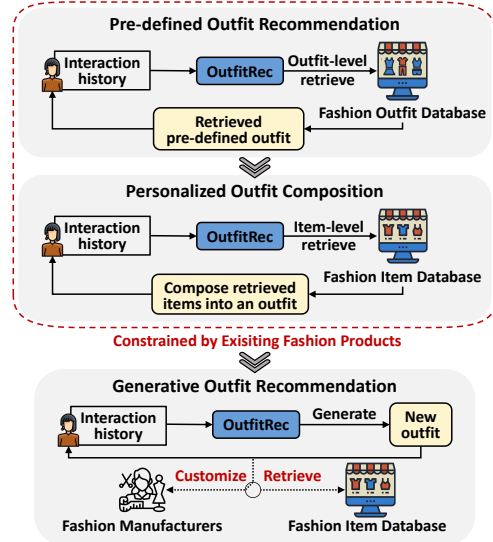 Pre-defined Outfit Recommendation
Interaction
history
OutfitRec
Outfit-level
retrieve
Fashion Outfit Database
Retrieved
pre-defined outfit
Personalized Outfit Composition
Interaction
history
OutfitRec
Item-level
retrieve
Fashion Item Database
Compose retrieved
items into an outfit
Constrained by Exisiting Fashion Products
Generative Outfit Recommendation
Interaction
history
OutfitRec
Generate
New
outfit
Customize
Retrieve
Fashion Manufacturers
Fashion Item Database